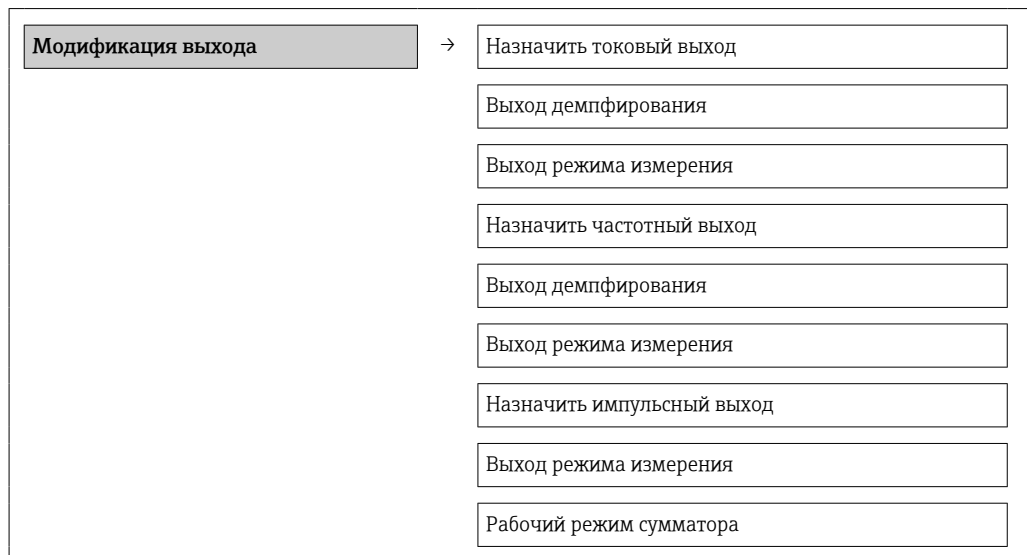 Модификация выхода → Назначить токовый выход
Выход демпфирования
Выход режима измерения
Назначить частотный выход
Выход демпфирования
Выход режима измерения
Назначить импульсный выход
Выход режима измерения
Рабочий режим сумматора